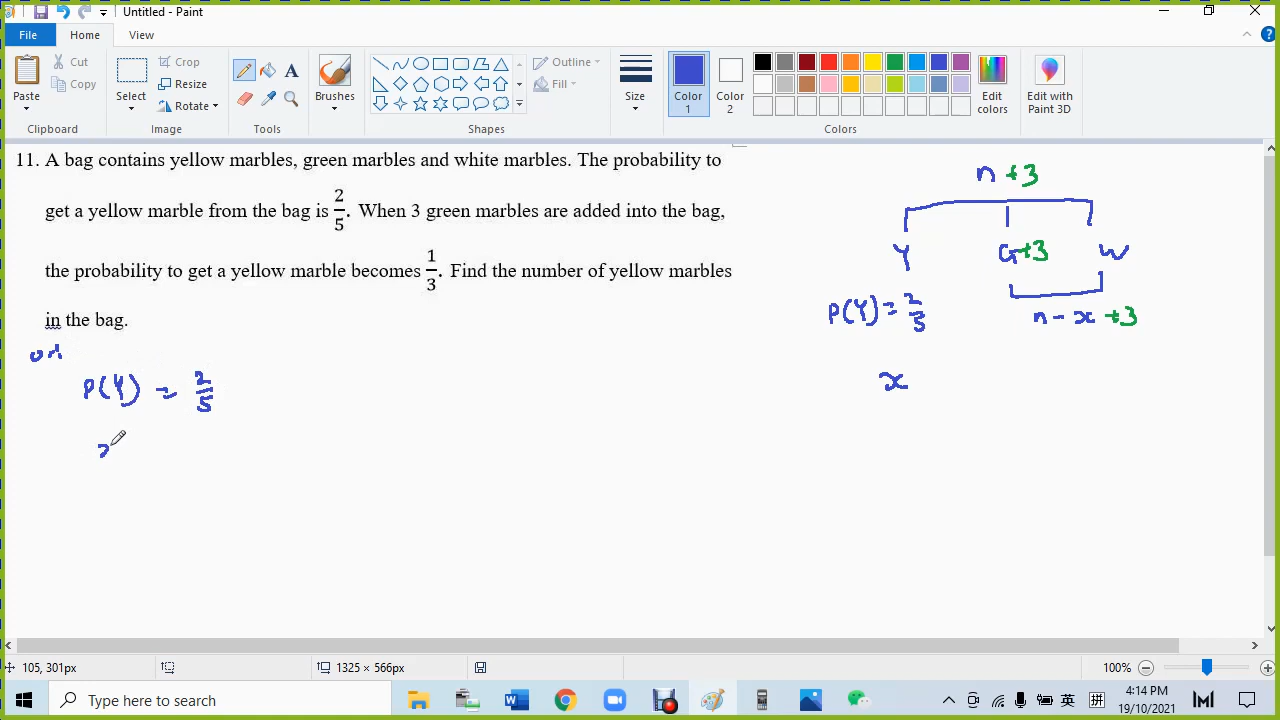 Untitled - Paint
File Home View
Paste
Cut
Copy
Clipboard
Select
Crop
Resize
Rotate
Image
A
Tools
Brushes
Outline
Fill
Shapes
Size
Color 1
Color 2
Edit colors
Colors
Edit with Paint 3D
11. A bag contains yellow marbles, green marbles and white marbles. The probability to
get a yellow marble from the bag is 2/5. When 3 green marbles are added into the bag,
the probability to get a yellow marble becomes 1/3. Find the number of yellow marbles
in the bag.
n +3
Y G+3 W
P(Y) = 2/5
n - x +3
x
P(Y) = 2/5
105, 301px
1325 × 566px
100%
Type here to search
英
拼
4:14 PM
19/10/2021